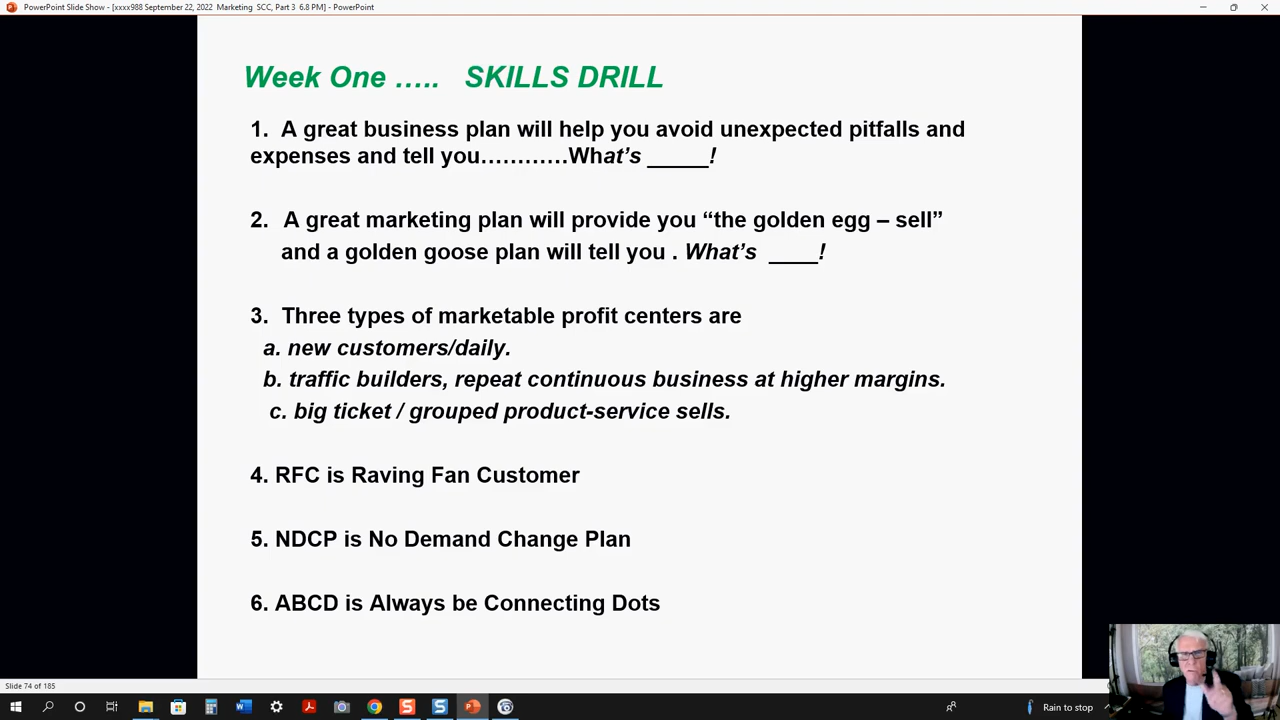 PowerPoint Slide Show - [xxxx988 September 22, 2022 Marketing SCC, Part 3 6.8 PM] - PowerPoint
Week One ..... SKILLS DRILL
1. A great business plan will help you avoid unexpected pitfalls and
expenses and tell you............What's _____!
2. A great marketing plan will provide you “the golden egg – sell”
and a golden goose plan will tell you . What's ____!
3. Three types of marketable profit centers are
a. new customers/daily.
b. traffic builders, repeat continuous business at higher margins.
c. big ticket / grouped product-service sells.
4. RFC is Raving Fan Customer
5. NDCP is No Demand Change Plan
6. ABCD is Always be Connecting Dots
Slide 74 of 185
Rain to stop